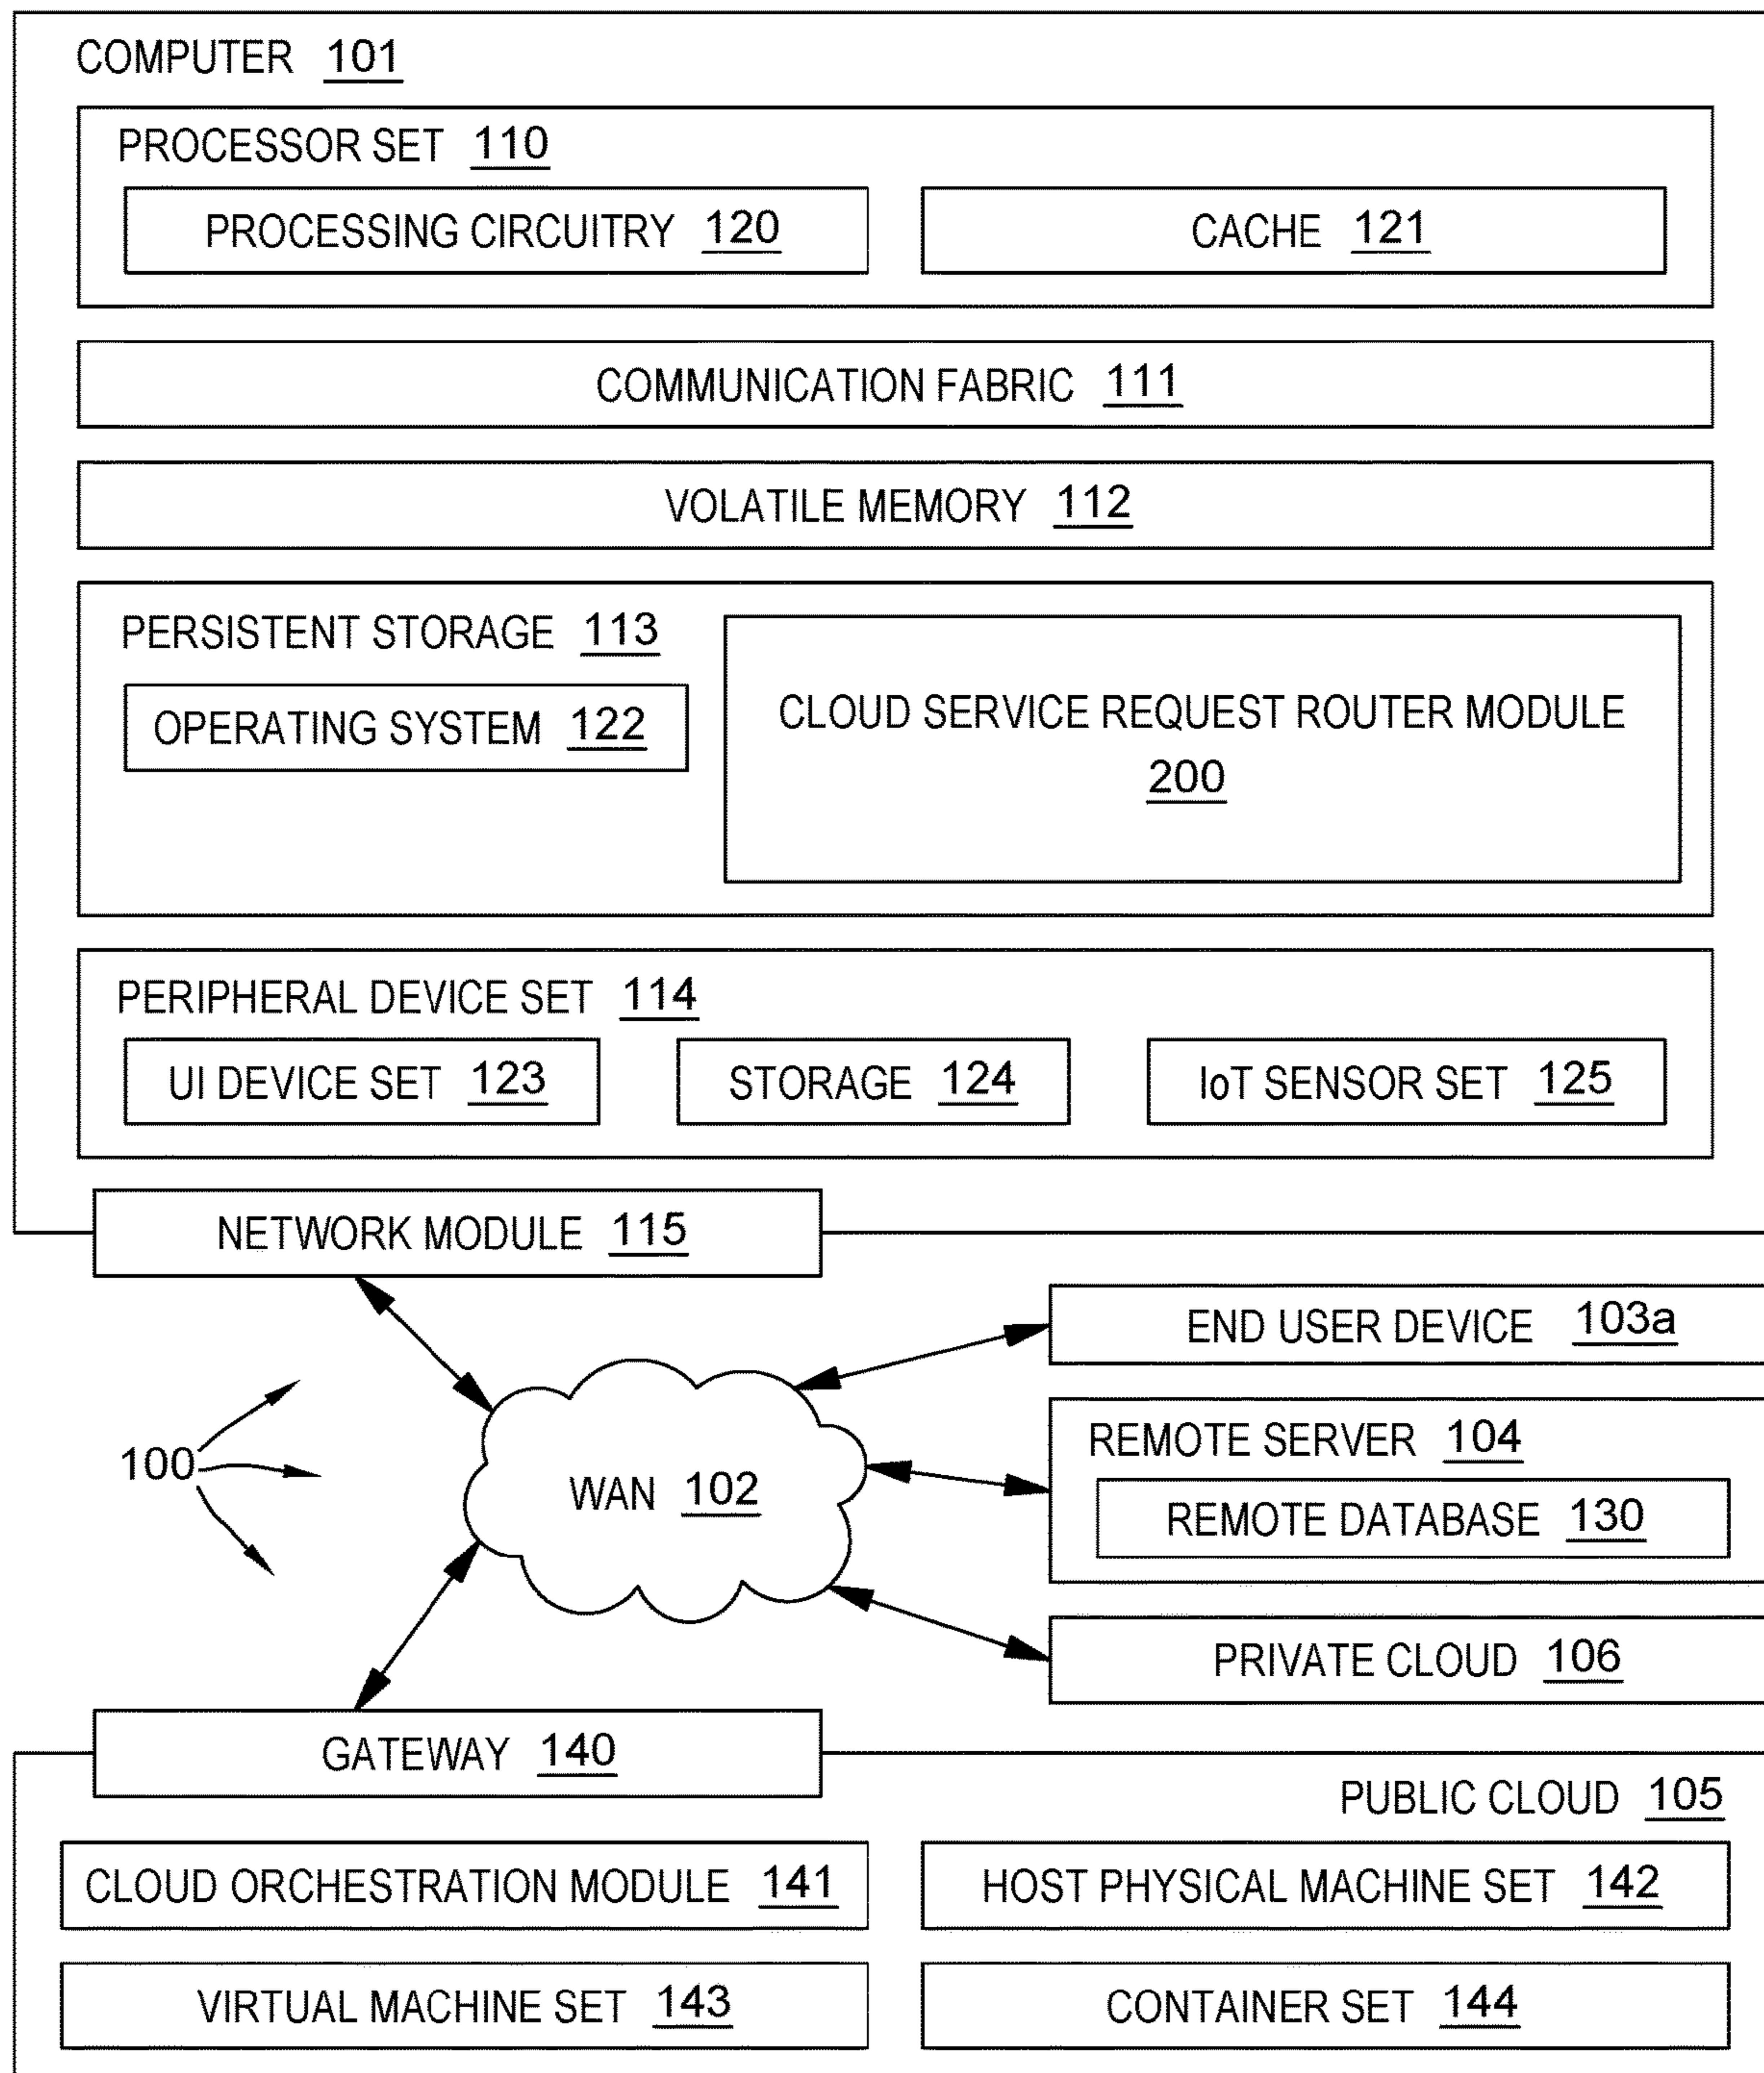 COMPUTER 101
PROCESSOR SET 110
PROCESSING CIRCUITRY 120
CACHE 121
COMMUNICATION FABRIC 111
VOLATILE MEMORY 112
PERSISTENT STORAGE 113
OPERATING SYSTEM 122
CLOUD SERVICE REQUEST ROUTER MODULE
200
PERIPHERAL DEVICE SET 114
UI DEVICE SET 123
STORAGE 124
IoT SENSOR SET 125
NETWORK MODULE 115
END USER DEVICE 103a
REMOTE SERVER 104
100
WAN 102
REMOTE DATABASE 130
PRIVATE CLOUD 106
GATEWAY 140
PUBLIC CLOUD 105
CLOUD ORCHESTRATION MODULE 141
HOST PHYSICAL MACHINE SET 142
VIRTUAL MACHINE SET 143
CONTAINER SET 144